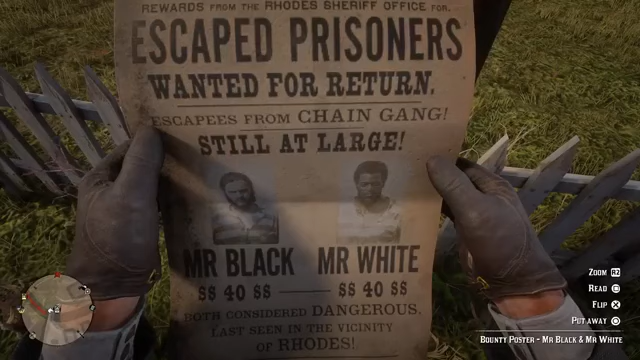 REWARDS FROM THE RHODES SHERIFF OFFICE FOR.
ESCAPED PRISONERS
WANTED FOR RETURN.
ESCAPEES FROM CHAIN GANG!
STILL AT LARGE!
MR BLACK MR WHITE
$$ 40 $$ —— $$ 40 $$
BOTH CONSIDERED DANGEROUS.
LAST SEEN IN THE VICINITY
OF RHODES!
ZOOM R2
READ
FLIP
PUT AWAY
BOUNTY POSTER - MR BLACK & MR WHITE